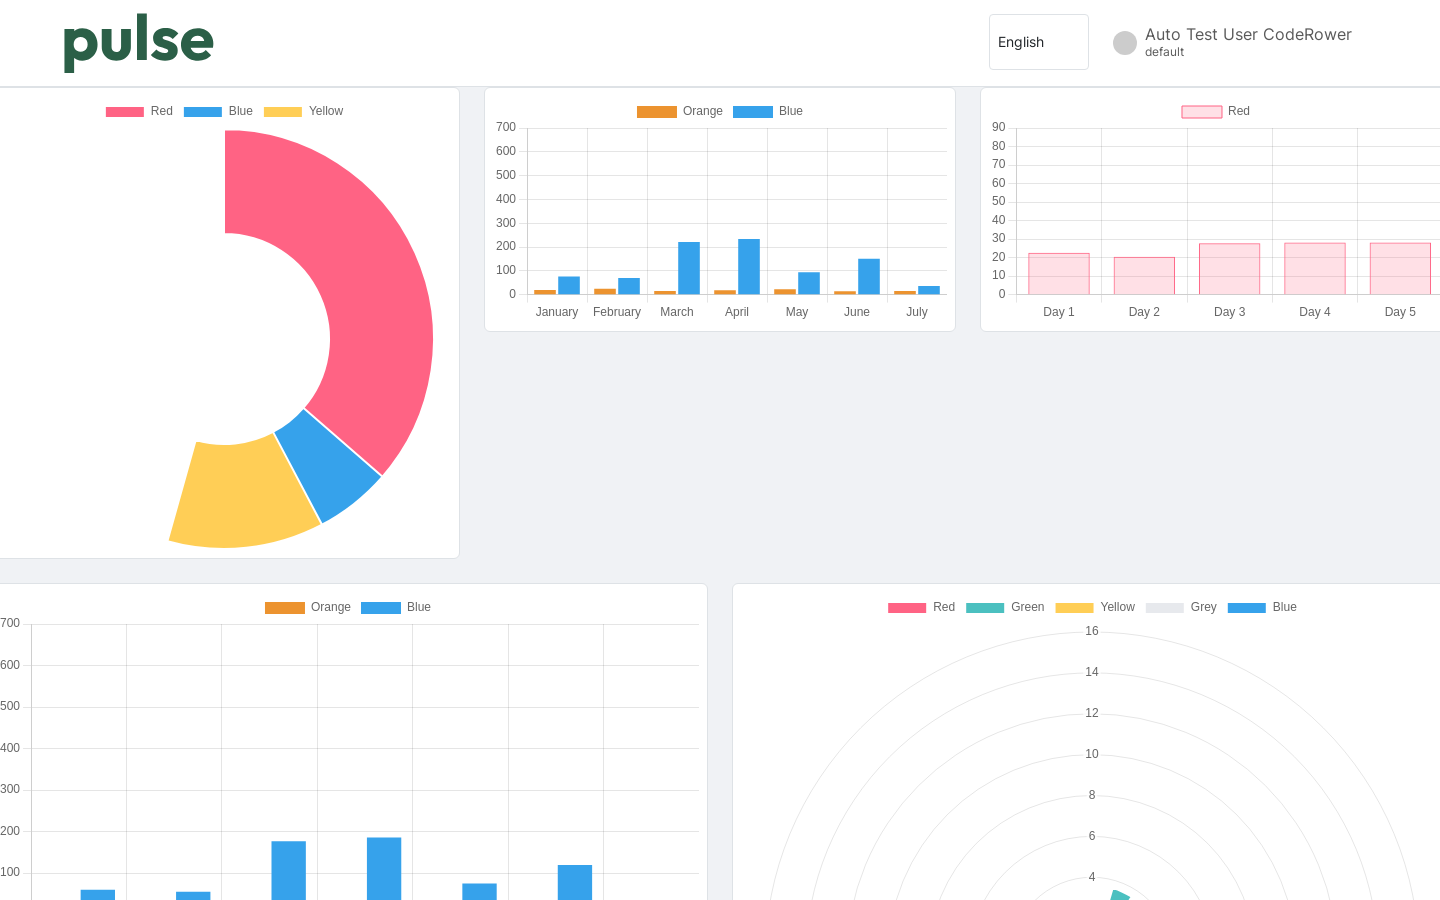 pulse
English
Auto Test User CodeRower
default
Red Blue Yellow
Orange Blue
700
600
500
400
300
200
100
0
January February March April May June July
Red
90
80
70
60
50
40
30
20
10
0
Day 1 Day 2 Day 3 Day 4 Day 5
Orange Blue
700
600
500
400
300
200
100
Red Green Yellow Grey Blue
16
14
12
10
8
6
4